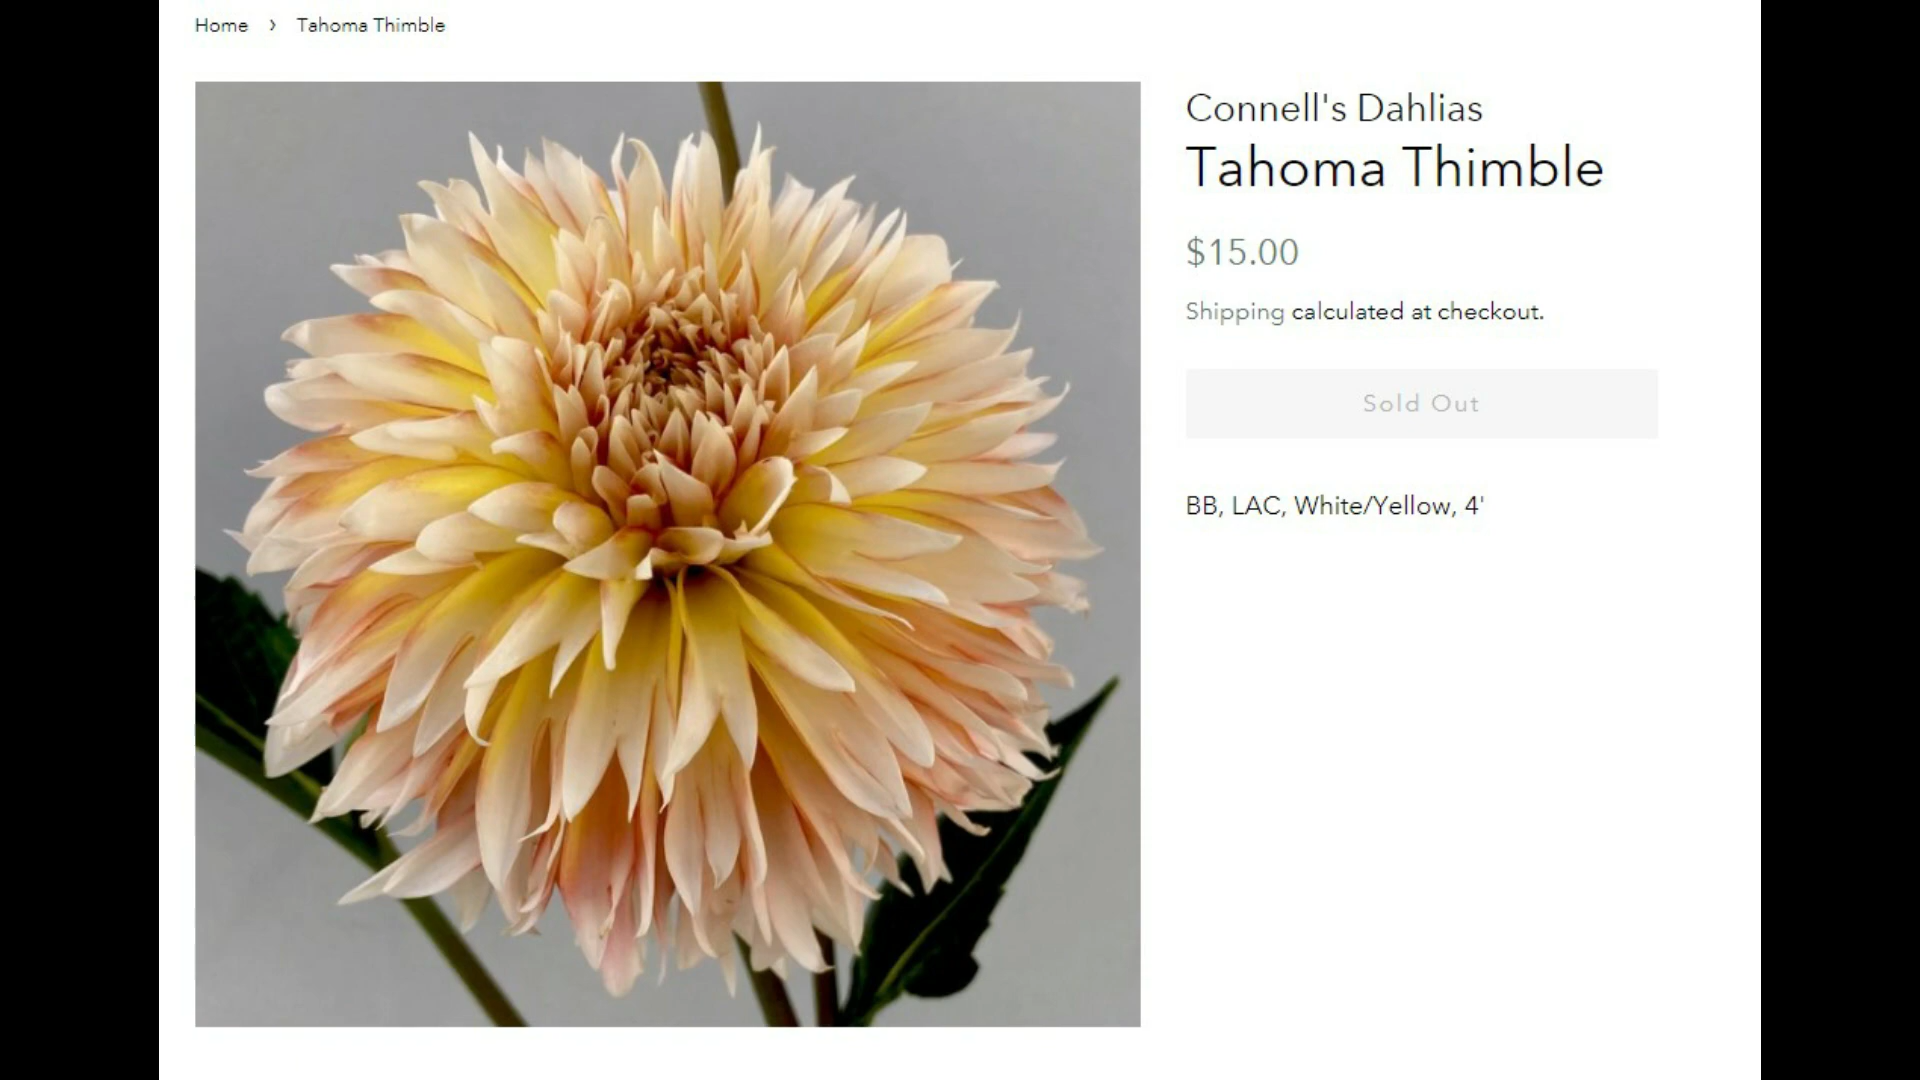 Home › Tahoma Thimble
Connell's Dahlias
Tahoma Thimble
$15.00
Shipping calculated at checkout.
Sold Out
BB, LAC, White/Yellow, 4'